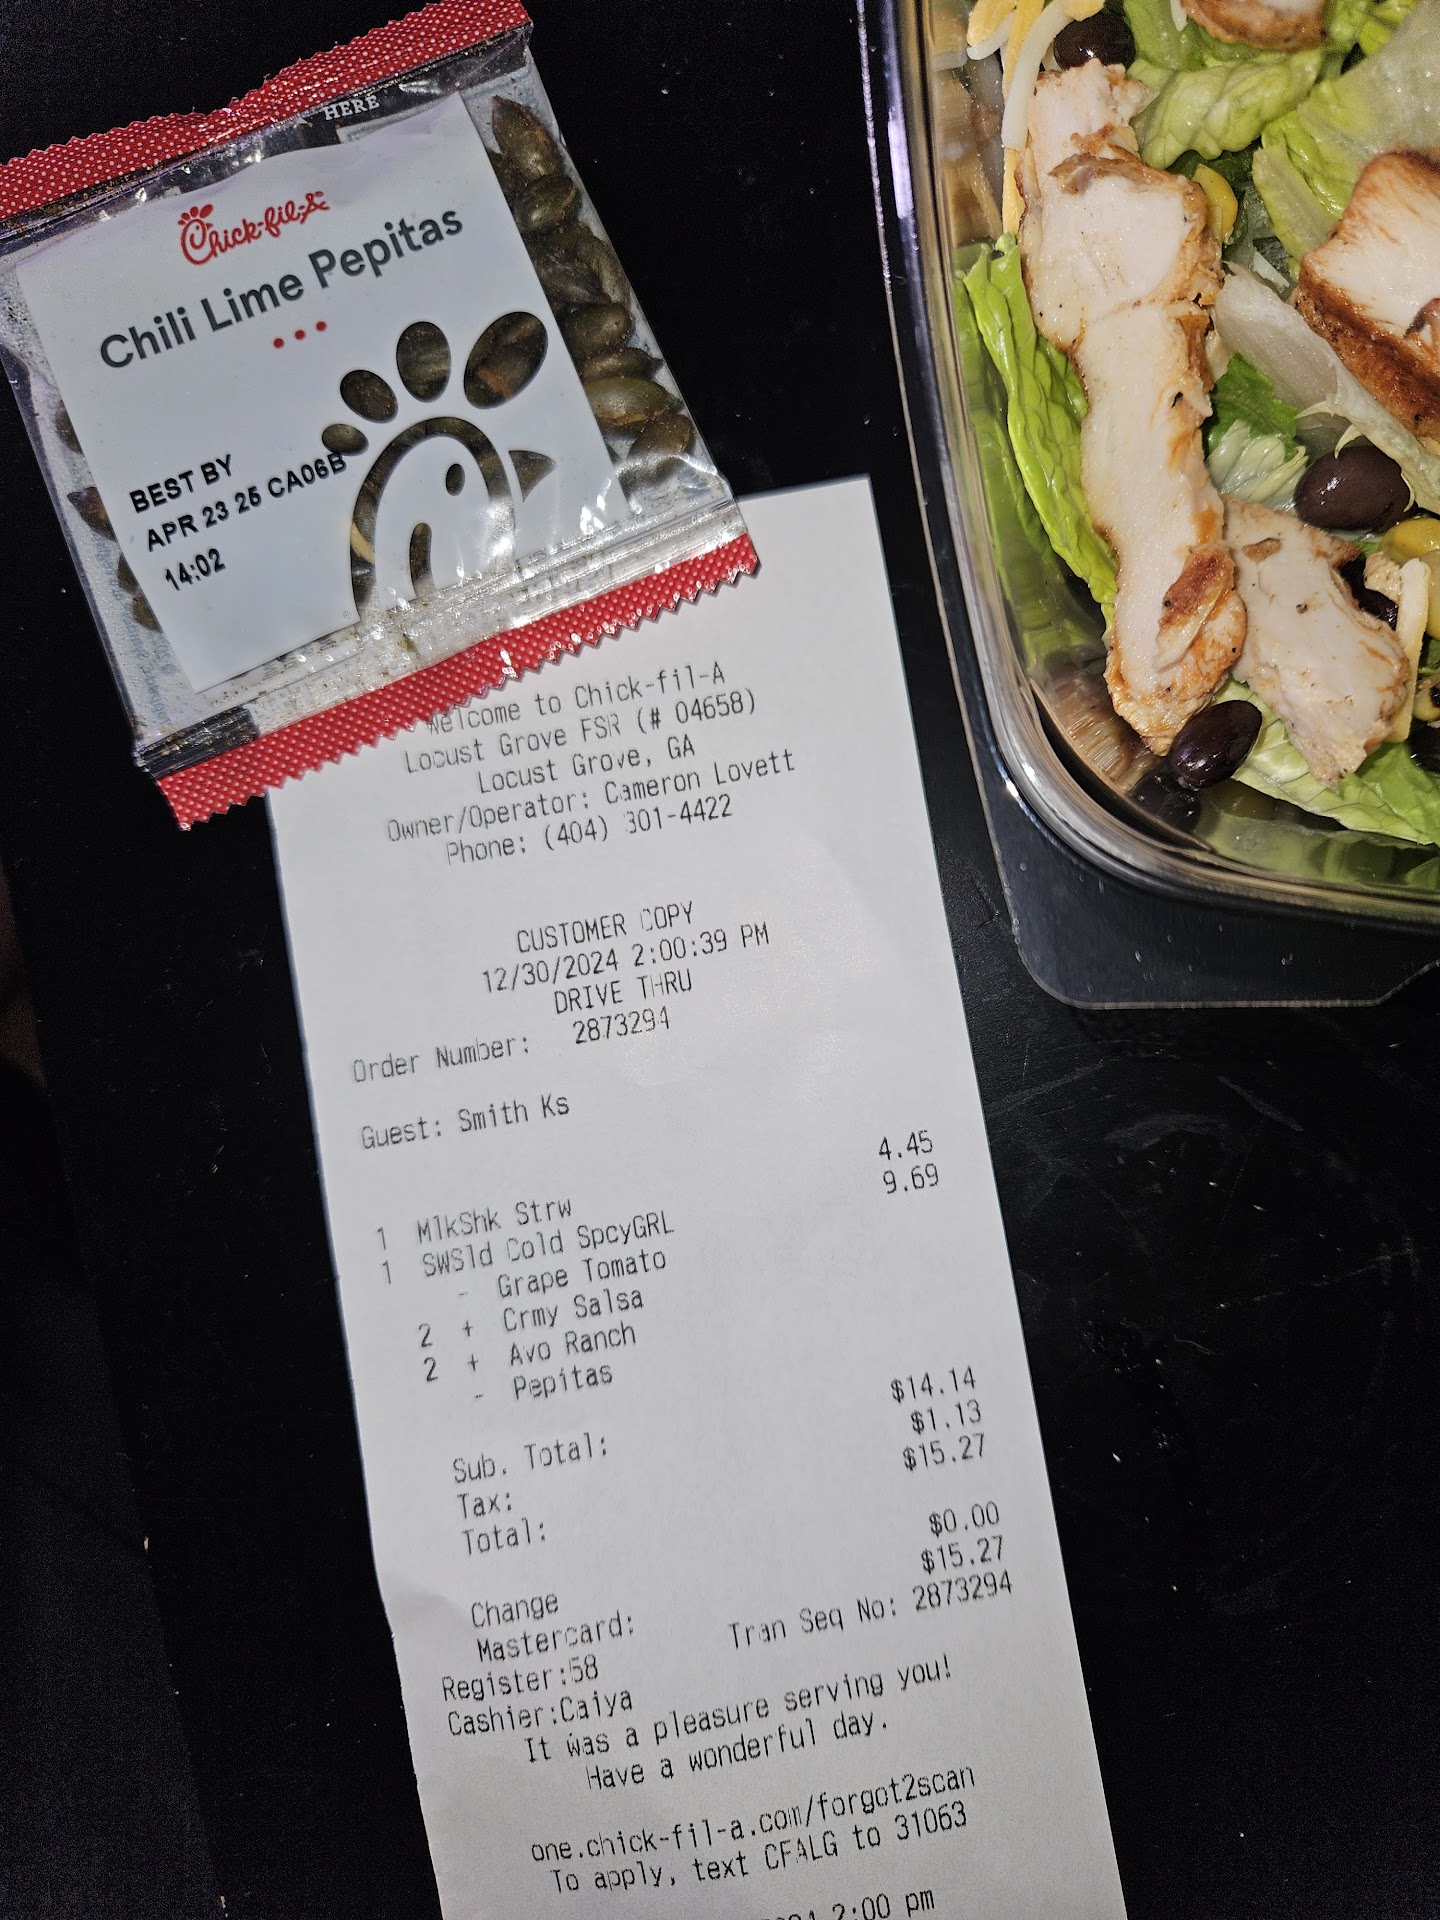 HERE
Chick-fil-A
Chili Lime Pepitas
BEST BY
APR 23 25 CA06B
14:02
Welcome to Chick-fil-A
Locust Grove FSR (# 04658)
Locust Grove, GA
Owner/Operator: Cameron Lovett
Phone: (404) 301-4422
CUSTOMER COPY
12/30/2024 2:00:39 PM
DRIVE THRU
Order Number: 2873294
Guest: Smith Ks
1 MlkShk Strw 4.45
1 SWSld Cold SpcyGRL 9.69
- Grape Tomato
2 + Crmy Salsa
2 + Avo Ranch
- Pepitas
Sub. Total: $14.14
Tax: $1.13
Total: $15.27
Change $0.00
Mastercard: $15.27
Register:58 Tran Seq No: 2873294
Cashier:Caiya
It was a pleasure serving you!
Have a wonderful day.
one.chick-fil-a.com/forgot2scan
To apply, text CFALG to 31063
2:00 pm